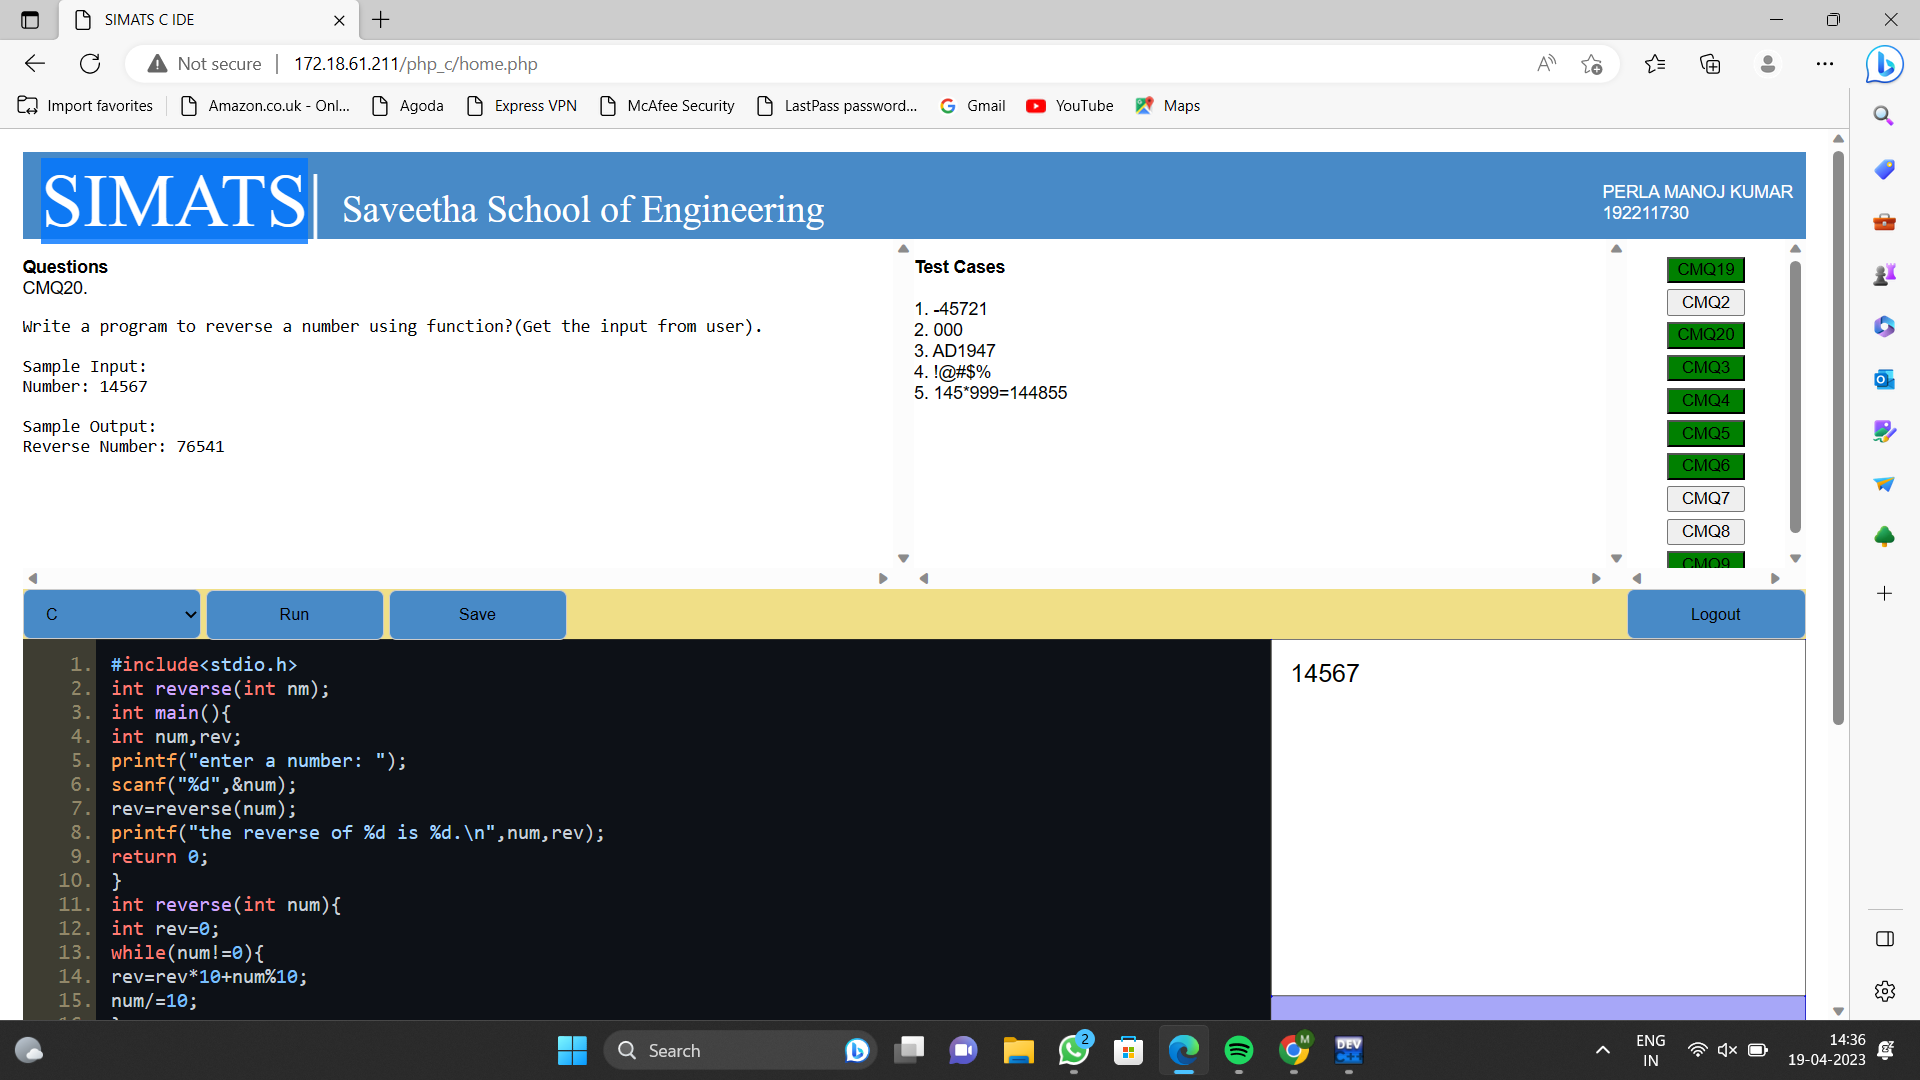 SIMATS C IDE
Not secure
172.18.61.211/php_c/home.php
Import favorites
Amazon.co.uk - Onl...
Agoda
Express VPN
McAfee Security
LastPass password...
Gmail
YouTube
Maps
SIMATS
Saveetha School of Engineering
PERLA MANOJ KUMAR
192211730
Questions
CMQ20.
Write a program to reverse a number using function?(Get the input from user).
Sample Input:
Number: 14567
Sample Output:
Reverse Number: 76541
Test Cases
1. -45721
2. 000
3. AD1947
4. !@#$%
5. 145*999=144855
CMQ19
CMQ2
CMQ20
CMQ3
CMQ4
CMQ5
CMQ6
CMQ7
CMQ8
CMQ9
C
Run
Save
Logout
1. #include<stdio.h>
2. int reverse(int nm);
3. int main(){
4. int num,rev;
5. printf("enter a number: ");
6. scanf("%d",&num);
7. rev=reverse(num);
8. printf("the reverse of %d is %d.\n",num,rev);
9. return 0;
10. }
11. int reverse(int num){
12. int rev=0;
13. while(num!=0){
14. rev=rev*10+num%10;
15. num/=10;
14567
Search
2
M
DEV
C++
ENG
IN
14:36
19-04-2023